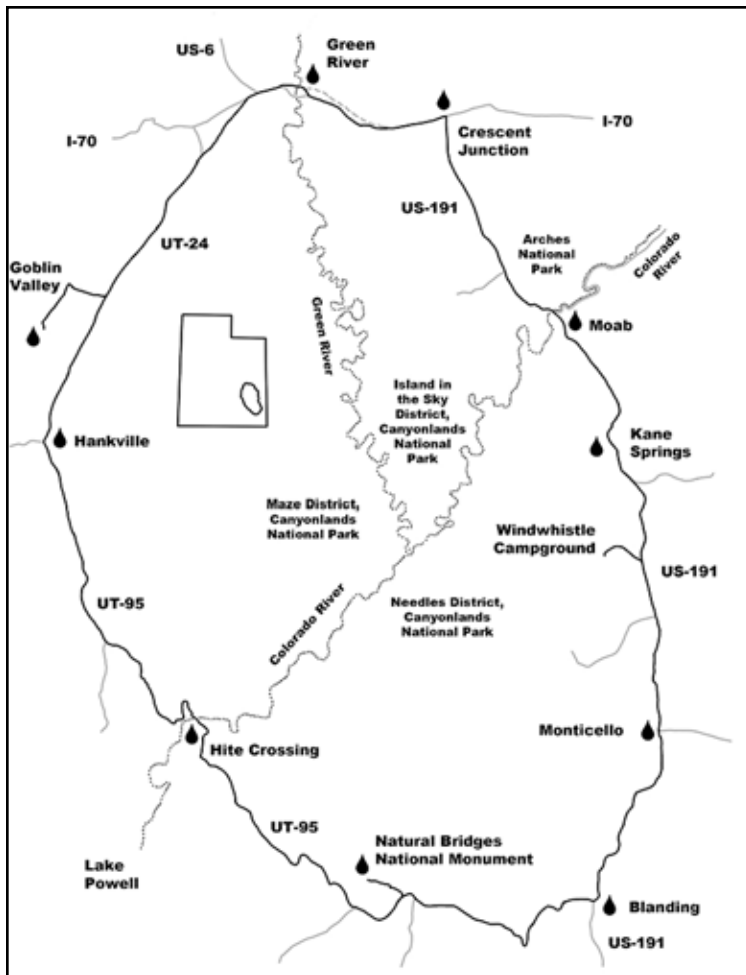 US-6
Green
River
I-70
Crescent
Junction
I-70
US-191
UT-24
Arches
National
Park
Colorado
River
Goblin
Valley
Green River
Moab
Island in
the Sky
District,
Canyonlands
National
Park
Hankville
Kane
Springs
Maze District,
Canyonlands
National Park
Windwhistle
Campground
US-191
UT-95
Colorado River
Needles District,
Canyonlands
National Park
Hite Crossing
Monticello
UT-95
Natural Bridges
National Monument
Lake
Powell
Blanding
US-191